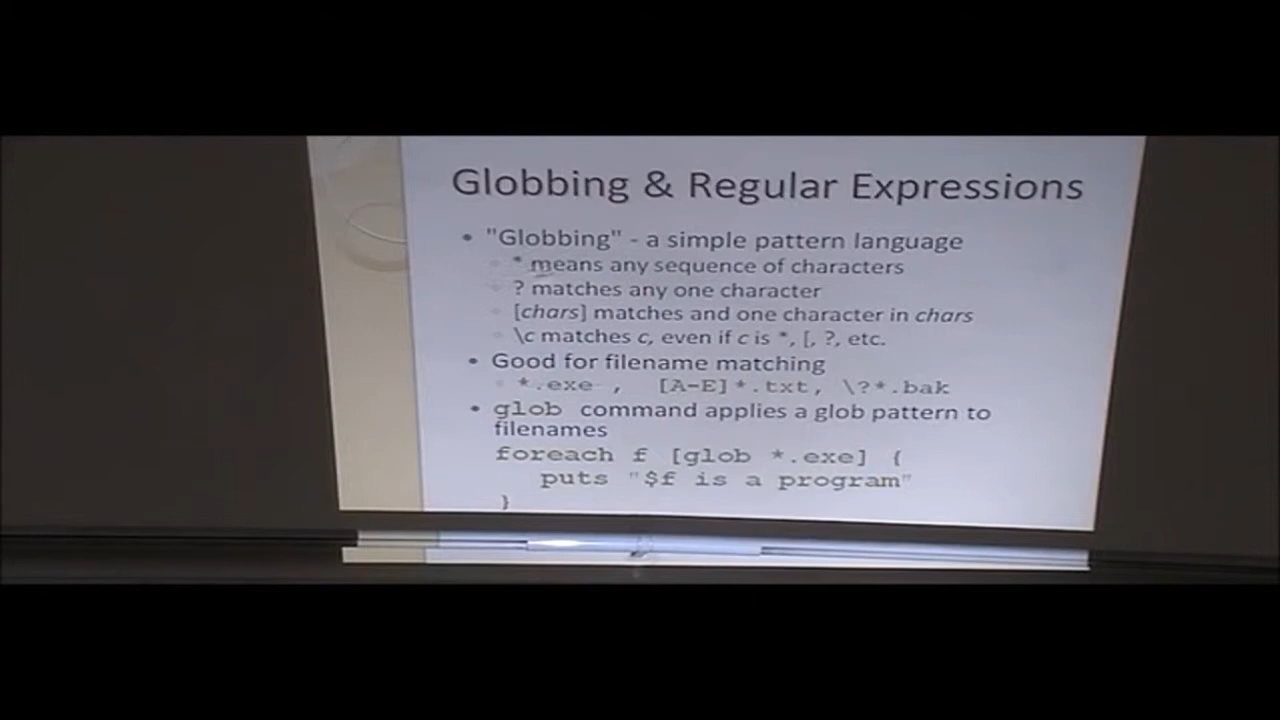 Globbing & Regular Expressions
• "Globbing" - a simple pattern language
* means any sequence of characters
? matches any one character
[chars] matches and one character in chars
\c matches c, even if c is *, [, ?, etc.
• Good for filename matching
*.exe , [A-E]*.txt, \?*.bak
• glob command applies a glob pattern to
filenames
foreach f [glob *.exe] {
puts "$f is a program"
}